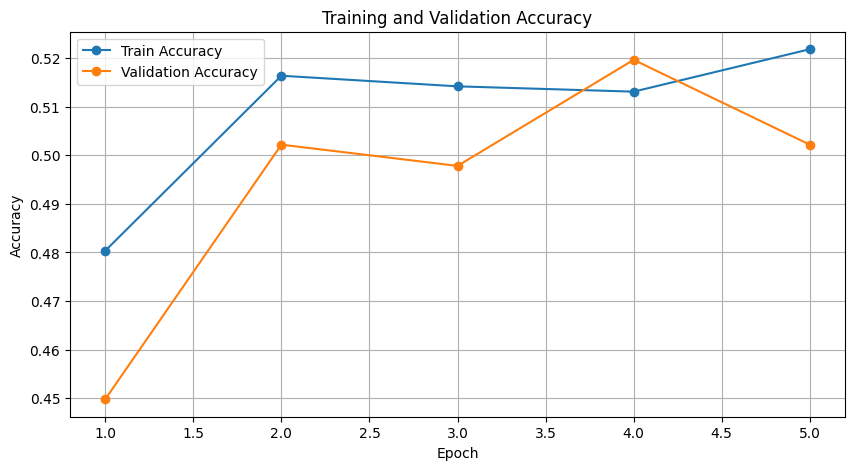 Training and Validation Accuracy
Train Accuracy
Validation Accuracy
0.52
0.51
0.50
0.49
0.48
0.47
0.46
0.45
Accuracy
1.0 1.5 2.0 2.5 3.0 3.5 4.0 4.5 5.0
Epoch